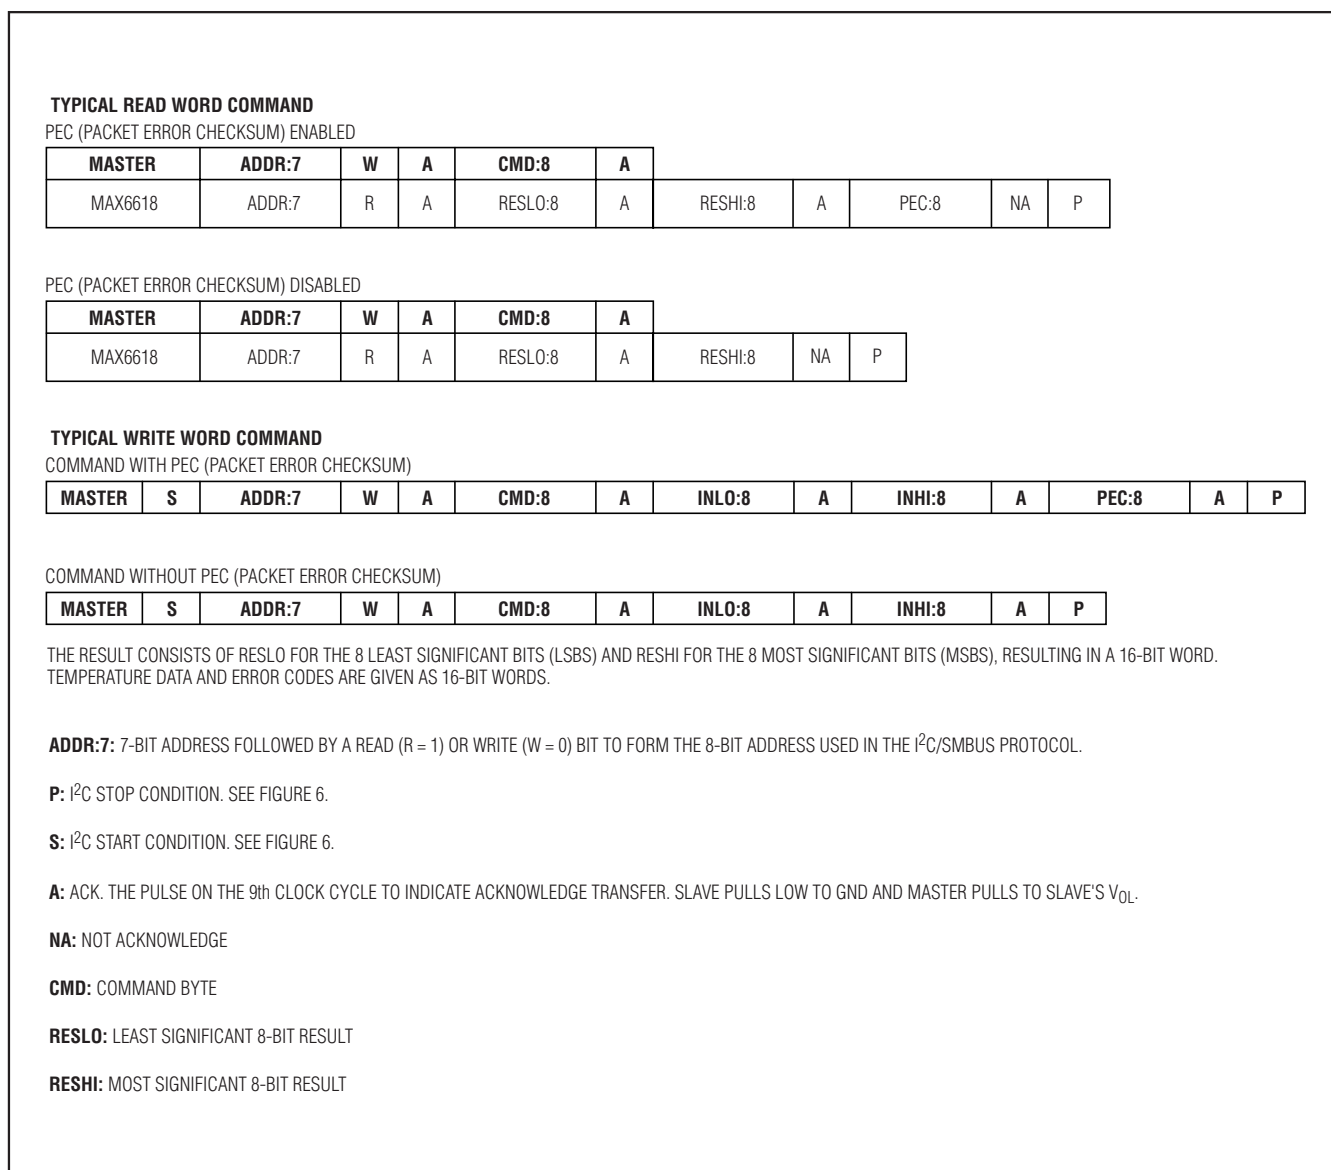 TYPICAL READ WORD COMMAND
PEC (PACKET ERROR CHECKSUM) ENABLED
MASTER ADDR:7 W A CMD:8 A
MAX6618 ADDR:7 R A RESLO:8 A RESHI:8 A PEC:8 NA P
PEC (PACKET ERROR CHECKSUM) DISABLED
MASTER ADDR:7 W A CMD:8 A
MAX6618 ADDR:7 R A RESLO:8 A RESHI:8 NA P
TYPICAL WRITE WORD COMMAND
COMMAND WITH PEC (PACKET ERROR CHECKSUM)
MASTER S ADDR:7 W A CMD:8 A INLO:8 A INHI:8 A PEC:8 A P
COMMAND WITHOUT PEC (PACKET ERROR CHECKSUM)
MASTER S ADDR:7 W A CMD:8 A INLO:8 A INHI:8 A P
THE RESULT CONSISTS OF RESLO FOR THE 8 LEAST SIGNIFICANT BITS (LSBS) AND RESHI FOR THE 8 MOST SIGNIFICANT BITS (MSBS), RESULTING IN A 16-BIT WORD.
TEMPERATURE DATA AND ERROR CODES ARE GIVEN AS 16-BIT WORDS.
ADDR:7: 7-BIT ADDRESS FOLLOWED BY A READ (R = 1) OR WRITE (W = 0) BIT TO FORM THE 8-BIT ADDRESS USED IN THE I²C/SMBUS PROTOCOL.
P: I²C STOP CONDITION. SEE FIGURE 6.
S: I²C START CONDITION. SEE FIGURE 6.
A: ACK. THE PULSE ON THE 9th CLOCK CYCLE TO INDICATE ACKNOWLEDGE TRANSFER. SLAVE PULLS LOW TO GND AND MASTER PULLS TO SLAVE'S VOL.
NA: NOT ACKNOWLEDGE
CMD: COMMAND BYTE
RESLO: LEAST SIGNIFICANT 8-BIT RESULT
RESHI: MOST SIGNIFICANT 8-BIT RESULT